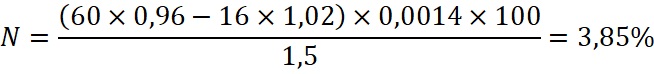 N = (60 × 0,96 − 16 × 1,02) × 0,0014 × 100 / 1,5 = 3,85%